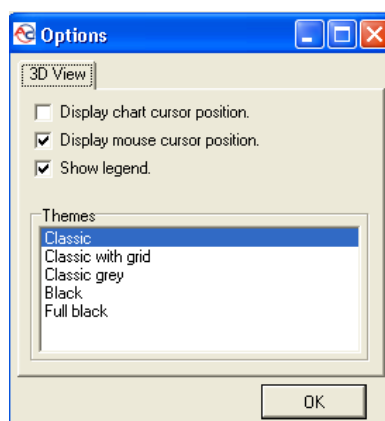 AC Options
3D View
Display chart cursor position.
Display mouse cursor position.
Show legend.
Themes
Classic
Classic with grid
Classic grey
Black
Full black
OK